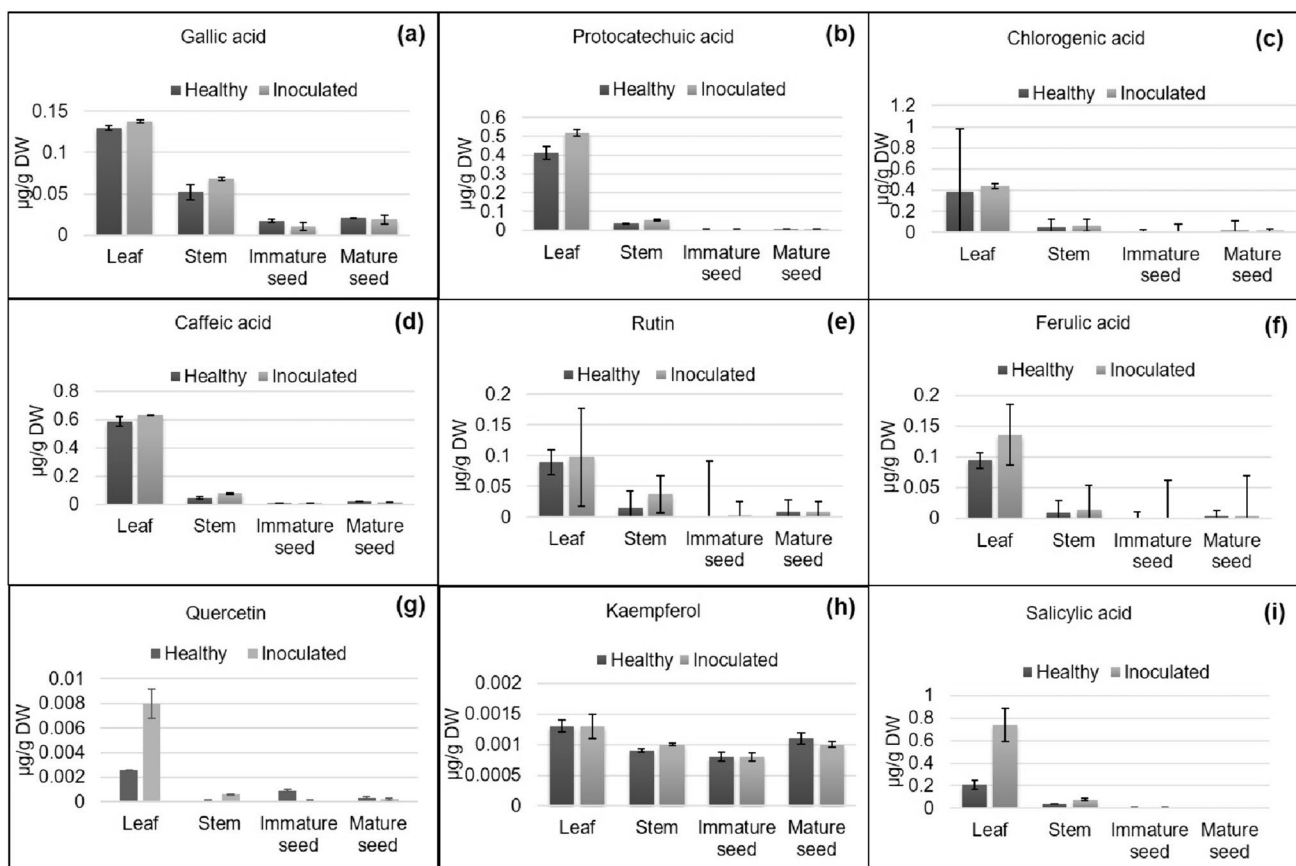 Gallic acid
(a)
Healthy Inoculated
µg/g DW
0.15
0.1
0.05
0
Leaf Stem Immature seed Mature seed
Protocatechuic acid
(b)
Healthy Inoculated
µg/g DW
0.6
0.5
0.4
0.3
0.2
0.1
0
Leaf Stem Immature seed Mature seed
Chlorogenic acid
(c)
Healthy Inoculated
µg/g DW
1.2
1
0.8
0.6
0.4
0.2
0
Leaf Stem Immature seed Mature seed
Caffeic acid
(d)
Healthy Inoculated
µg/g DW
0.8
0.6
0.4
0.2
0
Leaf Stem Immature seed Mature seed
Rutin
(e)
Healthy Inoculated
µg/g DW
0.2
0.15
0.1
0.05
0
Leaf Stem Immature seed Mature seed
Ferulic acid
(f)
Healthy Inoculated
µg/g DW
0.2
0.15
0.1
0.05
0
Leaf Stem Immature seed Mature seed
Quercetin
(g)
Healthy Inoculated
µg/g DW
0.01
0.008
0.006
0.004
0.002
0
Leaf Stem Immature seed Mature seed
Kaempferol
(h)
Healthy Inoculated
µg/g DW
0.002
0.0015
0.001
0.0005
0
Leaf Stem Immature seed Mature seed
Salicylic acid
(i)
Healthy Inoculated
µg/g DW
1
0.8
0.6
0.4
0.2
0
Leaf Stem Immature seed Mature seed